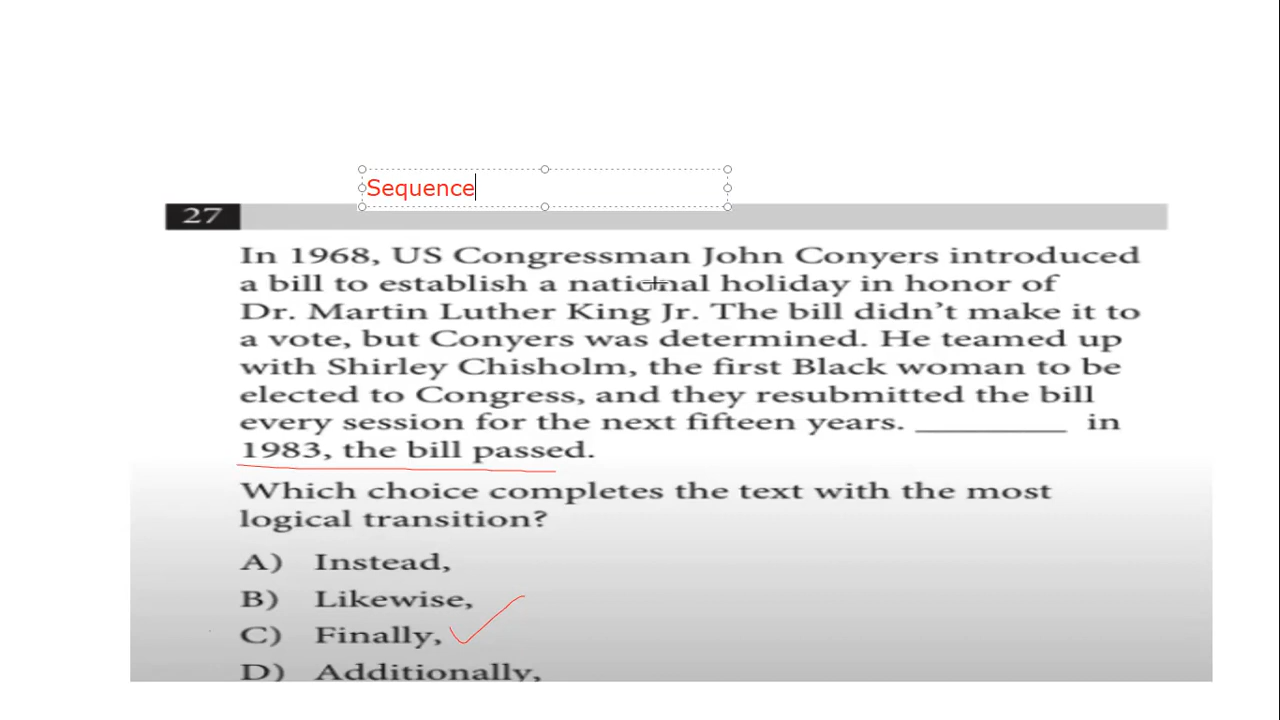 Sequence
27
In 1968, US Congressman John Conyers introduced
a bill to establish a national holiday in honor of
Dr. Martin Luther King Jr. The bill didn’t make it to
a vote, but Conyers was determined. He teamed up
with Shirley Chisholm, the first Black woman to be
elected to Congress, and they resubmitted the bill
every session for the next fifteen years. __________ in
1983, the bill passed.
Which choice completes the text with the most
logical transition?
A) Instead,
B) Likewise,
C) Finally,
D) Additionally,